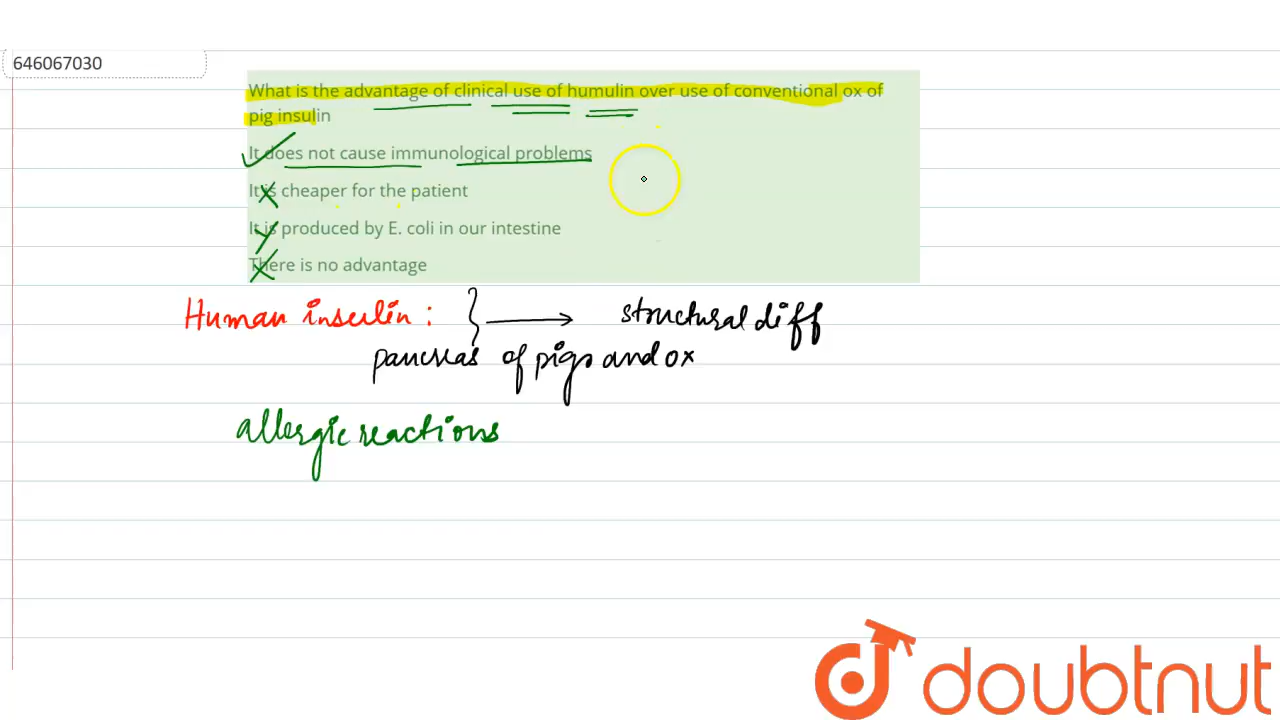 646067030
What is the advantage of clinical use of humulin over use of conventional ox of
pig insulin
It does not cause immunological problems
It is cheaper for the patient
It is produced by E. coli in our intestine
There is no advantage
Human insulin : } → structural diff
pancreas of pigs and ox
allergic reactions
doubtnut